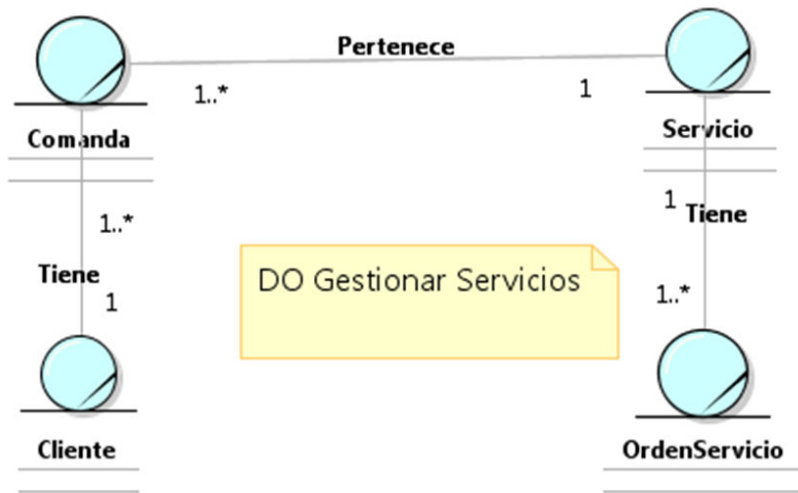 Pertenece
1..*
1
Comanda
Servicio
1..*
1
Tiene
Tiene
1
DO Gestionar Servicios
1..*
Cliente
OrdenServicio